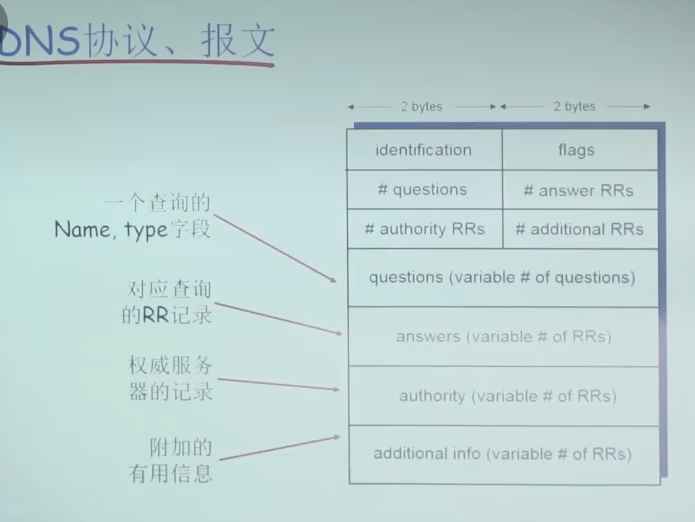 DNS协议、报文
2 bytes 2 bytes
identification flags
# questions # answer RRs
# authority RRs # additional RRs
一个查询的
Name, type字段
questions (variable # of questions)
对应查询
的RR记录
answers (variable # of RRs)
权威服务
器的记录
authority (variable # of RRs)
附加的
有用信息
additional info (variable # of RRs)